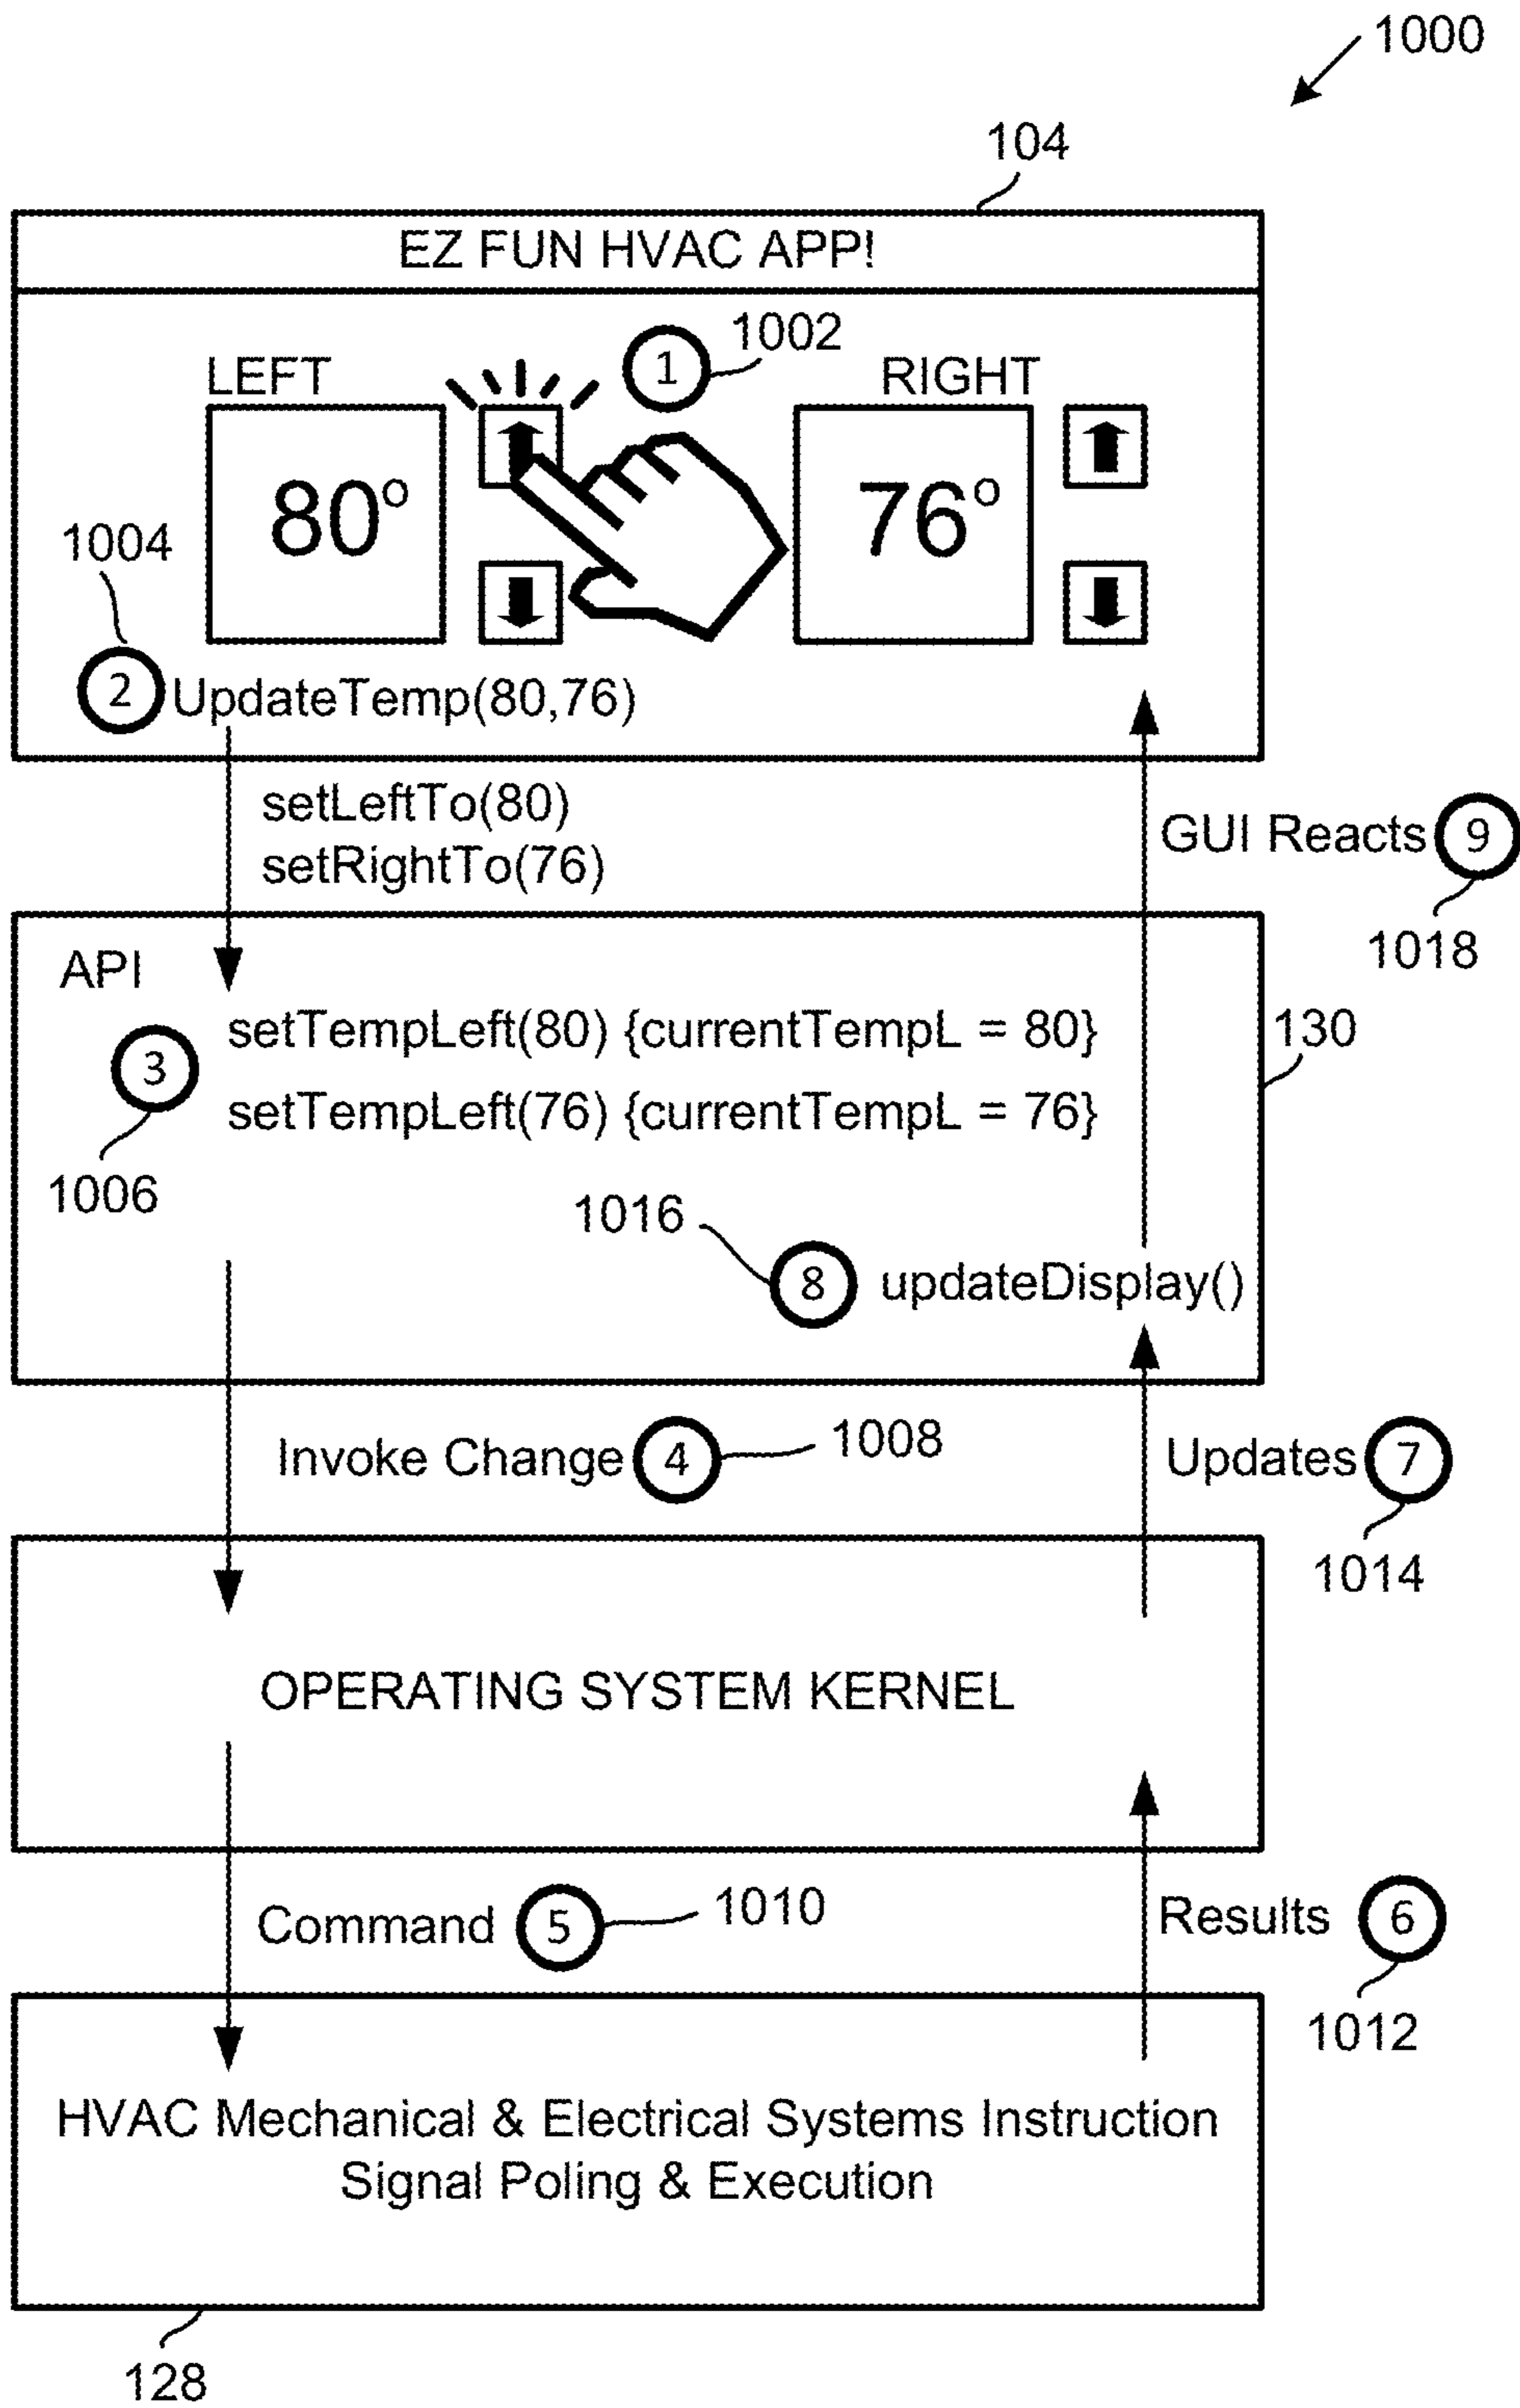 1000
104
EZ FUN HVAC APP!
1 1002
LEFT
RIGHT
80°
76°
1004
2 UpdateTemp(80,76)
setLeftTo(80)
setRightTo(76)
GUI Reacts 9
1018
API
3
setTempLeft(80) {currentTempL = 80}
130
setTempLeft(76) {currentTempL = 76}
1006
1016
8 updateDisplay()
Invoke Change 4 1008
Updates 7
1014
OPERATING SYSTEM KERNEL
Command 5 1010
Results 6
1012
HVAC Mechanical & Electrical Systems Instruction
Signal Poling & Execution
128